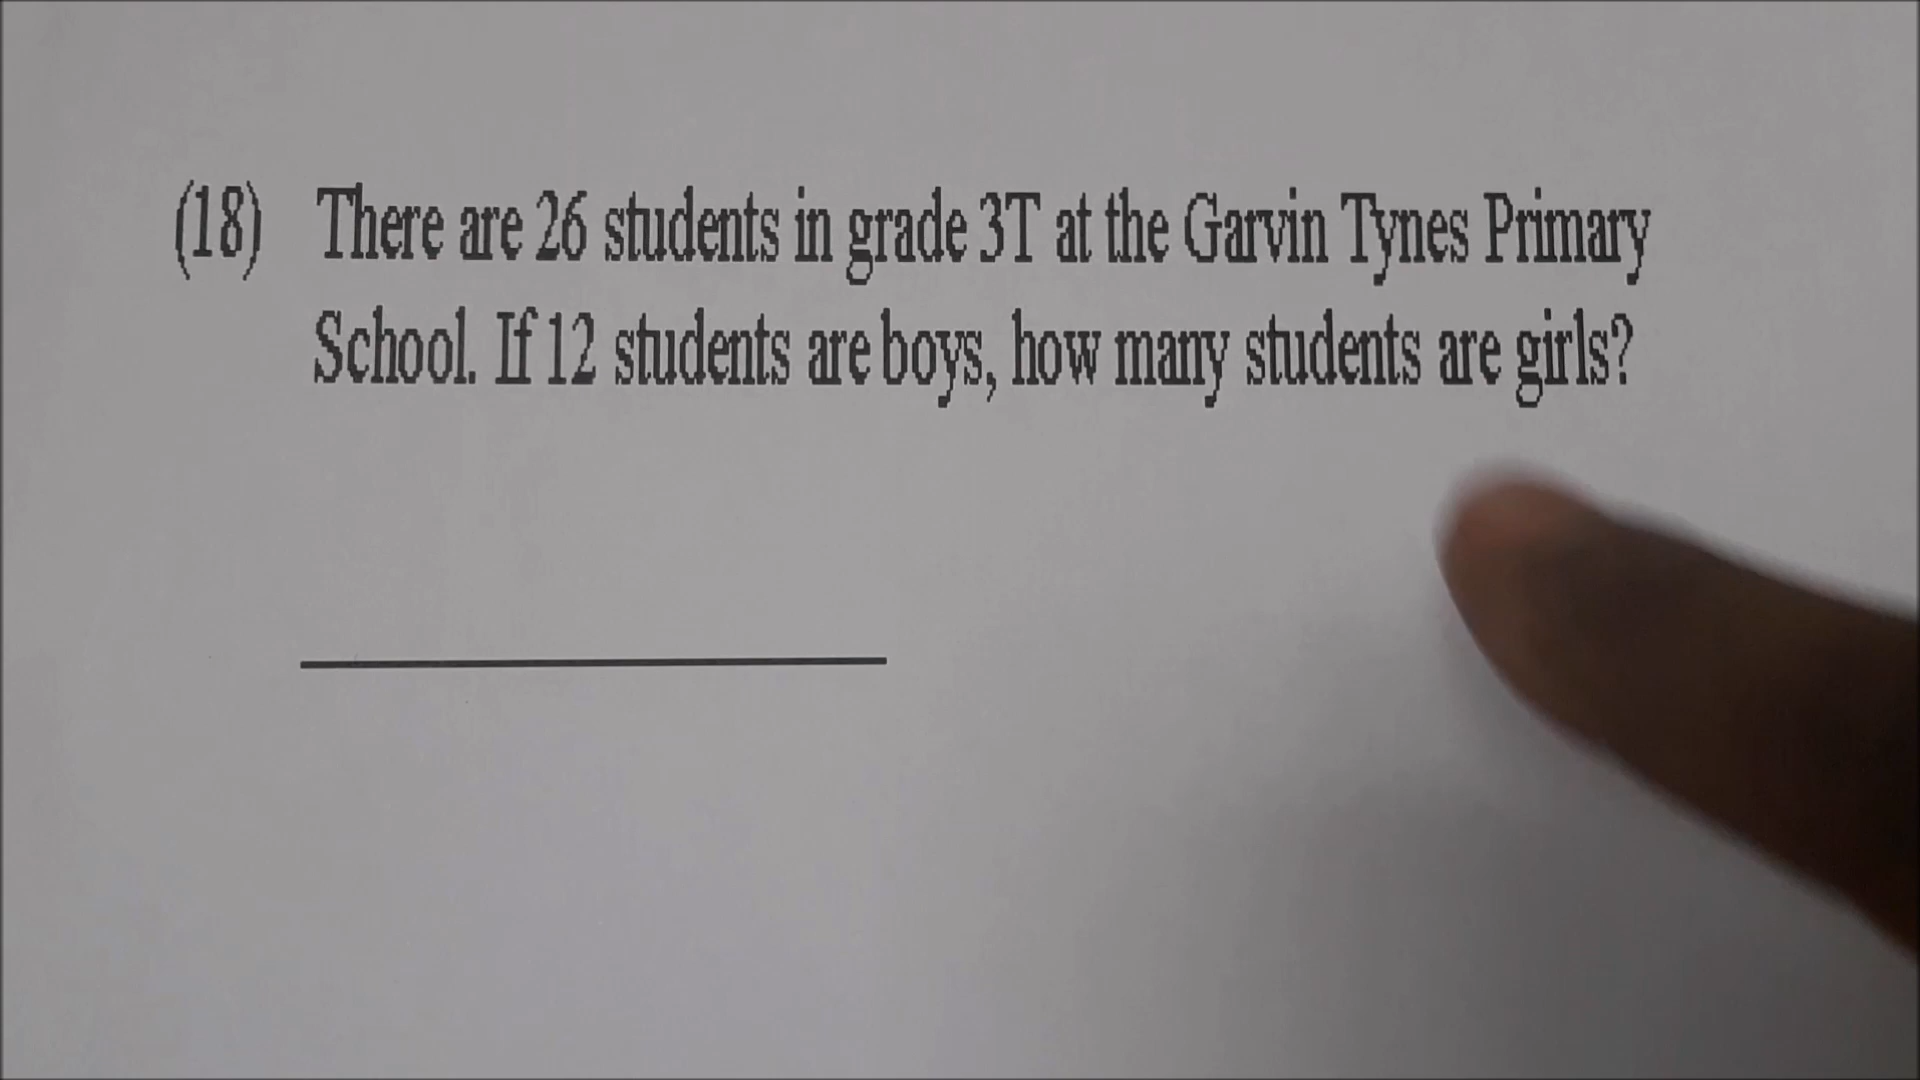 (18) There are 26 students in grade 3T at the Garvin Tynes Primary
School. If 12 students are boys, how many students are girls?